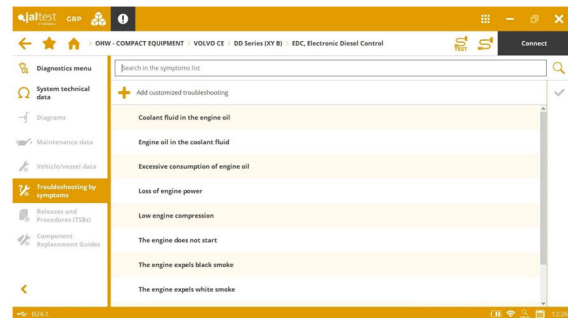 jaltest GRP
OHW - COMPACT EQUIPMENT > VOLVO CE > DD Series (XY B) > EDC, Electronic Diesel Control
TEST
Connect
Diagnostics menu
Search in the symptoms list
System technical data
Add customized troubleshooting
Diagrams
Coolant fluid in the engine oil
Maintenance data
Engine oil in the coolant fluid
Vehicle/vessel data
Excessive consumption of engine oil
Troubleshooting by symptoms
Loss of engine power
Releases and Procedures (TSBs)
Low engine compression
Component Replacement Guides
The engine does not start
The engine expels black smoke
The engine expels white smoke
R24.1
12:26